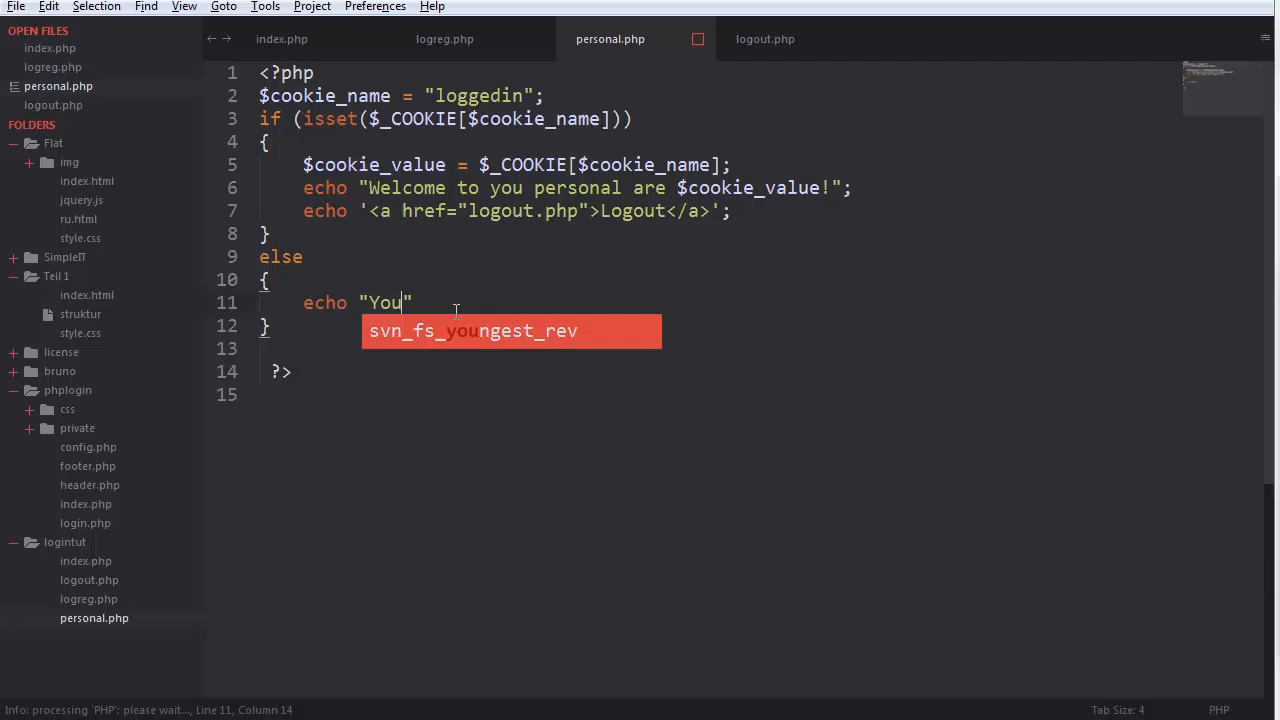 File Edit Selection Find View Goto Tools Project Preferences Help
OPEN FILES
index.php
logreg.php
personal.php
logout.php
FOLDERS
Flat
img
index.html
jquery.js
ru.html
style.css
SimpleIT
Teil 1
index.html
struktur
style.css
license
bruno
phplogin
css
private
config.php
footer.php
header.php
index.php
login.php
logintut
index.php
logout.php
logreg.php
personal.php
index.php logreg.php personal.php logout.php
1 <?php
2 $cookie_name = "loggedin";
3 if (isset($_COOKIE[$cookie_name]))
4 {
5 $cookie_value = $_COOKIE[$cookie_name];
6 echo "Welcome to you personal are $cookie_value!";
7 echo '<a href="logout.php">Logout</a>';
8 }
9 else
10 {
11 echo "You"
svn_fs_youngest_rev
12 }
13
14 ?>
15
Info: processing `PHP`: please wait..., Line 11, Column 14 Tab Size: 4 PHP